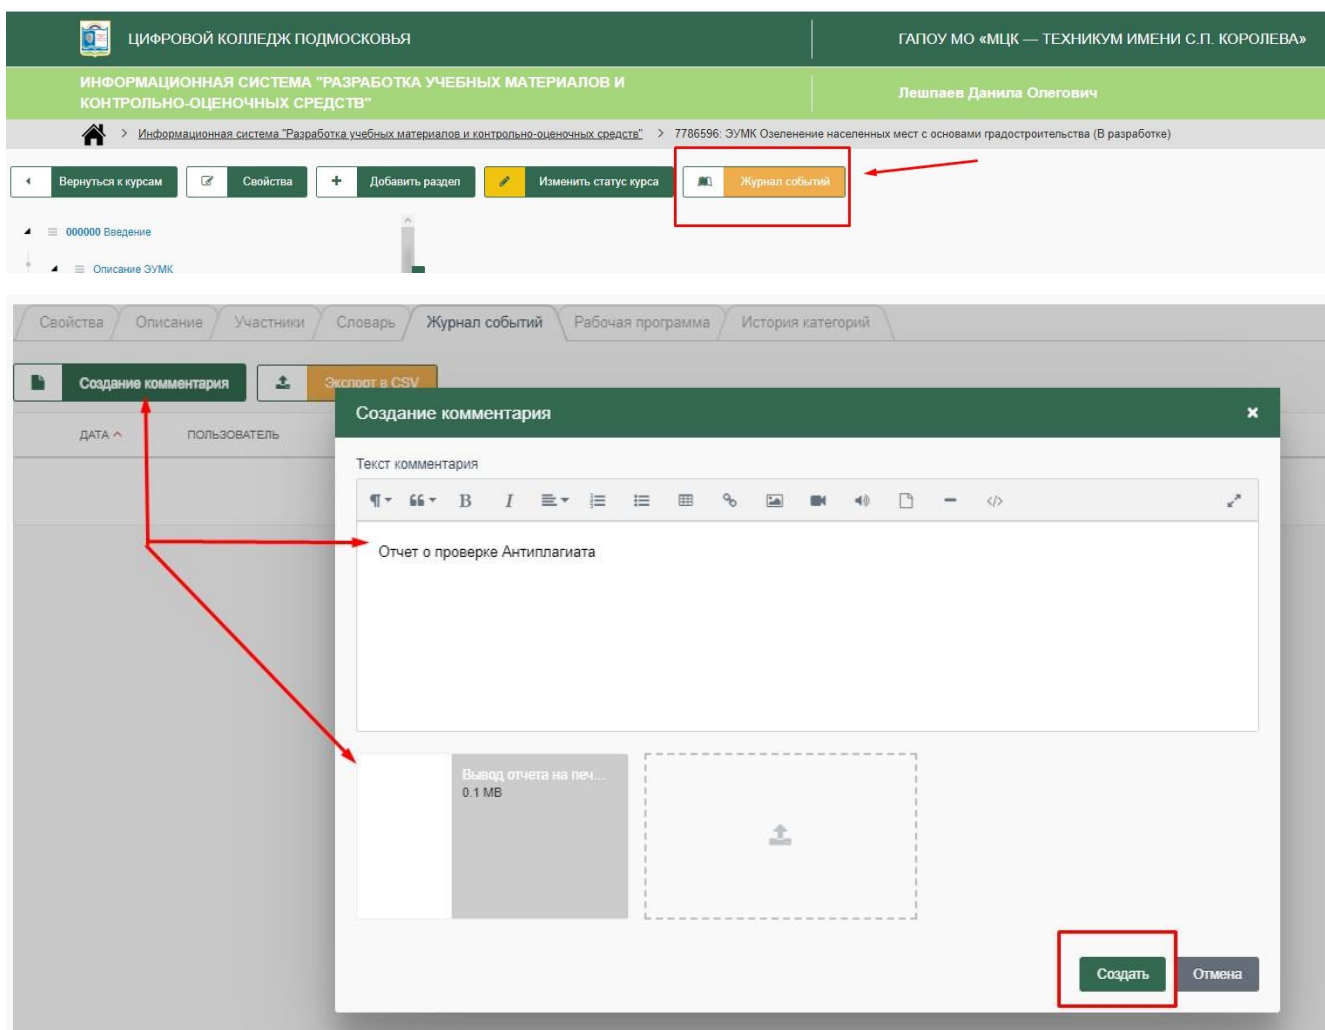 ЦИФРОВОЙ КОЛЛЕДЖ ПОДМОСКОВЬЯ
ГАПОУ МО «МЦК — ТЕХНИКУМ ИМЕНИ С.П. КОРОЛЕВА»
ИНФОРМАЦИОННАЯ СИСТЕМА "РАЗРАБОТКА УЧЕБНЫХ МАТЕРИАЛОВ И
КОНТРОЛЬНО-ОЦЕНОЧНЫХ СРЕДСТВ"
Лешпаев Данила Олегович
> Информационная система "Разработка учебных материалов и контрольно-оценочных средств" > 7786596: ЭУМК Озеленение населенных мест с основами градостроительства (В разработке)
Вернуться к курсам Свойства Добавить раздел Изменить статус курса Журнал событий
000000 Введение
Описание ЭУМК
Свойства Описание Участники Словарь Журнал событий Рабочая программа История категорий
Создание комментария Экспорт в CSV
ДАТА ПОЛЬЗОВАТЕЛЬ
Создание комментария
Текст комментария
Отчет о проверке Антиплагиата
Вывод отчета на печ...
0.1 MB
Создать Отмена